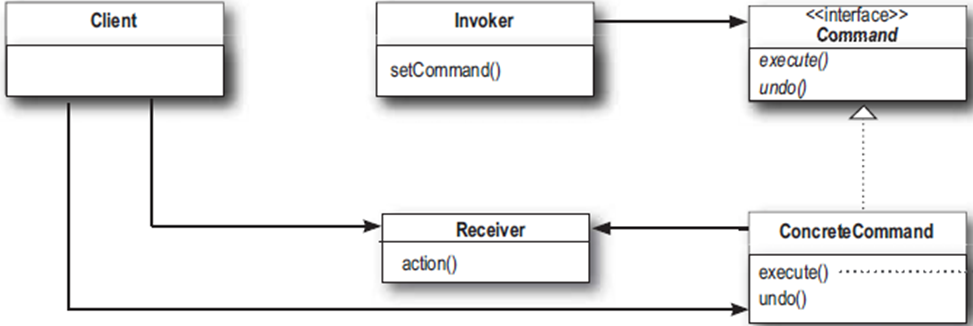 Client
Invoker
setCommand()
<<interface>>
Command
execute()
undo()
Receiver
action()
ConcreteCommand
execute()
undo()